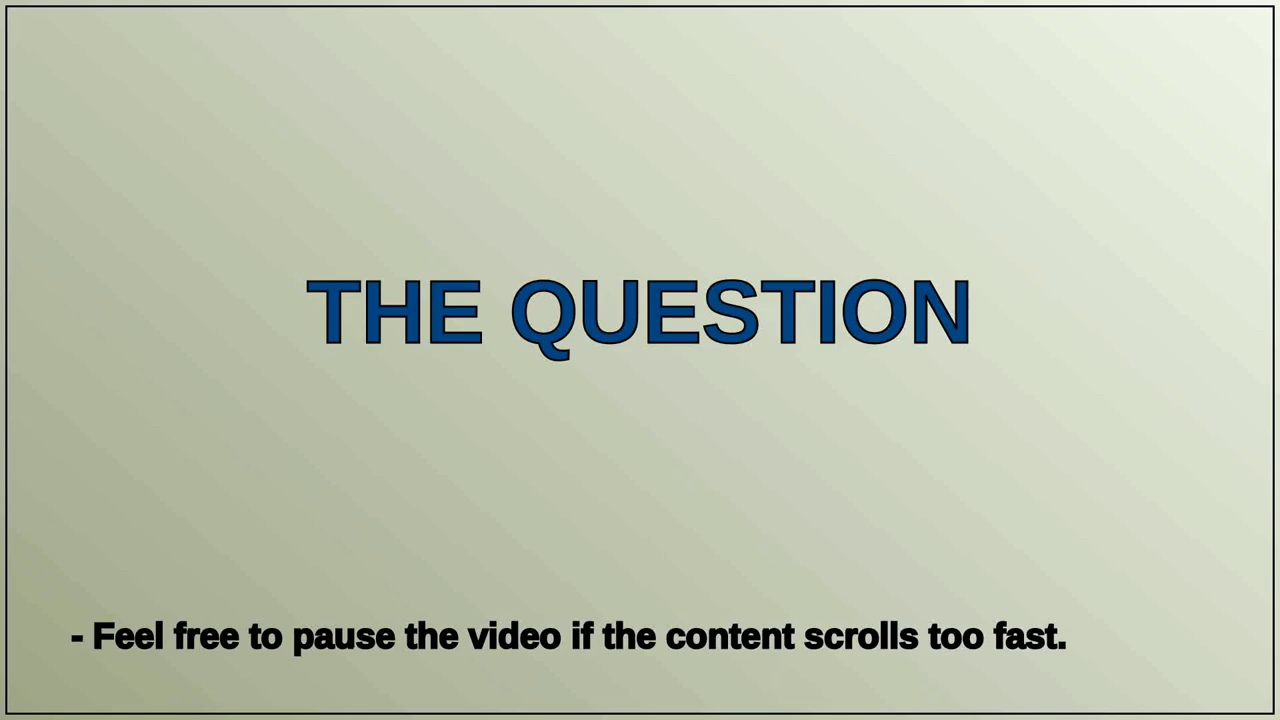 THE QUESTION
- Feel free to pause the video if the content scrolls too fast.